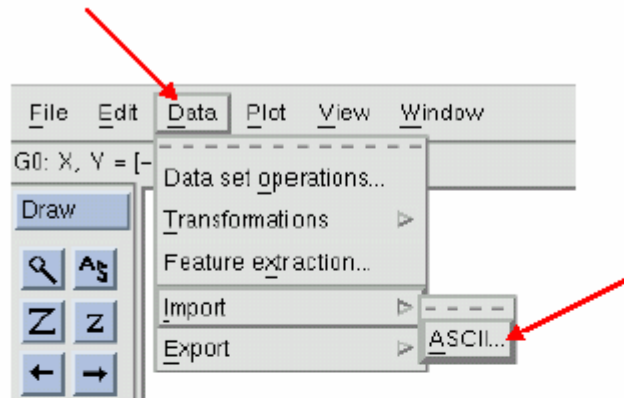 File Edit Data Plot View Window
G0: X, Y = [-
Data set operations...
Draw
Transformations
Feature extraction...
A S
Import
Z z
ASCII...
Export